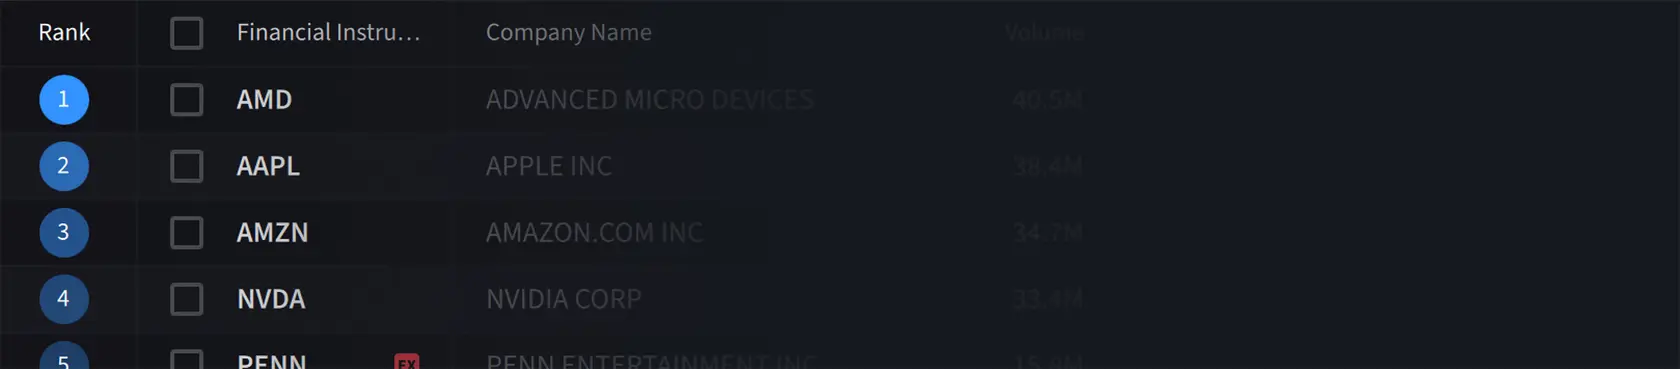 Rank Financial Instru... Company Name Volume
1 AMD ADVANCED MICRO DEVICES 40.5M
2 AAPL APPLE INC 38.4M
3 AMZN AMAZON.COM INC 34.7M
4 NVDA NVIDIA CORP 33.4M
5 PENN EX PENN ENTERTAINMENT INC